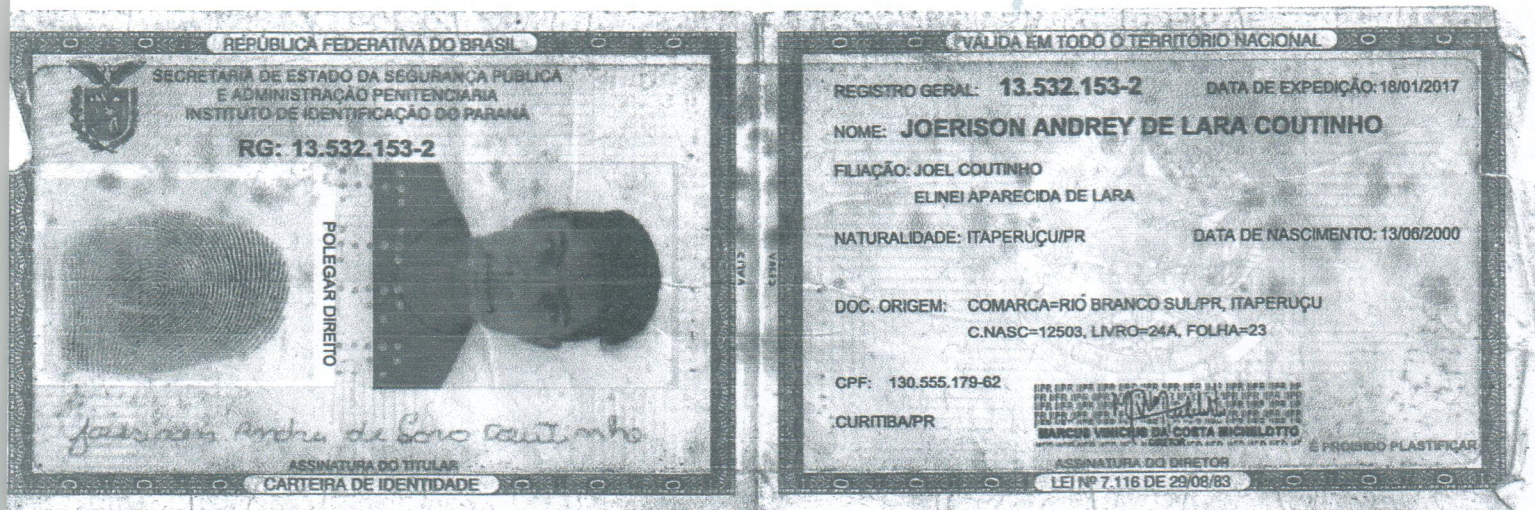 REPÚBLICA FEDERATIVA DO BRASIL
SECRETARIA DE ESTADO DA SEGURANÇA PÚBLICA
E ADMINISTRAÇÃO PENITENCIARIA
INSTITUTO DE IDENTIFICAÇÃO DO PARANÁ
RG: 13.532.153-2
POLEGAR DIREITO
ASSINATURA DO TITULAR
CARTEIRA DE IDENTIDADE
VÁLIDA EM TODO O TERRITÓRIO NACIONAL
REGISTRO GERAL: 13.532.153-2 DATA DE EXPEDIÇÃO: 18/01/2017
NOME: JOERISON ANDREY DE LARA COUTINHO
FILIAÇÃO: JOEL COUTINHO
ELINEI APARECIDA DE LARA
NATURALIDADE: ITAPERUÇU/PR DATA DE NASCIMENTO: 13/06/2000
DOC. ORIGEM: COMARCA=RIO BRANCO SUL/PR, ITAPERUÇU
C.NASC=12503, LIVRO=24A, FOLHA=23
CPF: 130.555.179-62
CURITIBA/PR
MARCUS VINICIUS DA COSTA MICHELOTTO
É PROIBIDO PLASTIFICAR
ASSINATURA DO DIRETOR
LEI Nº 7.116 DE 29/08/83